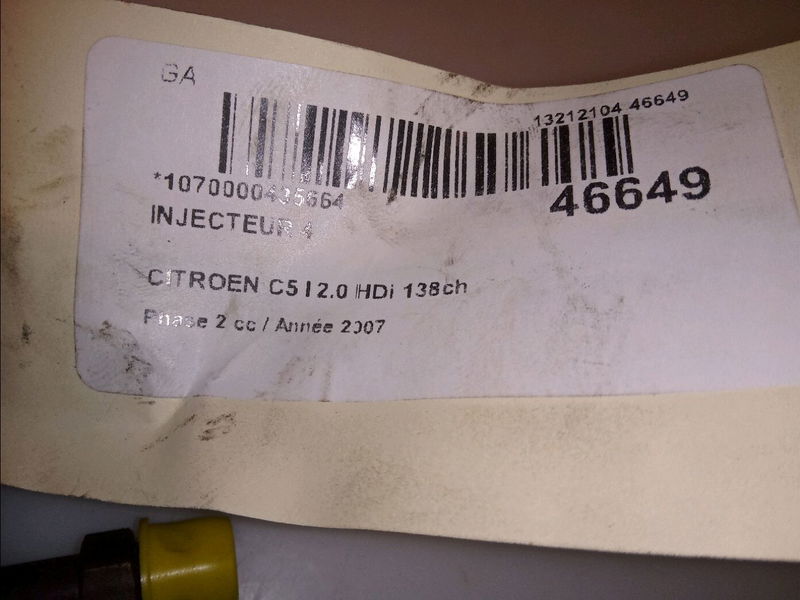 GA
13212104 46649
*1070000435664
46649
INJECTEUR 4
CITROEN C5 I 2.0 HDi 138ch
Phase 2 cc / Année 2007